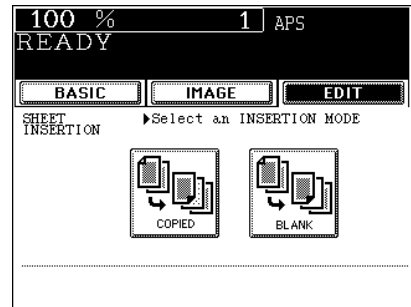 100 % 1 APS
READY
BASIC IMAGE EDIT
SHEET ▶Select an INSERTION MODE
INSERTION
COPIED BLANK